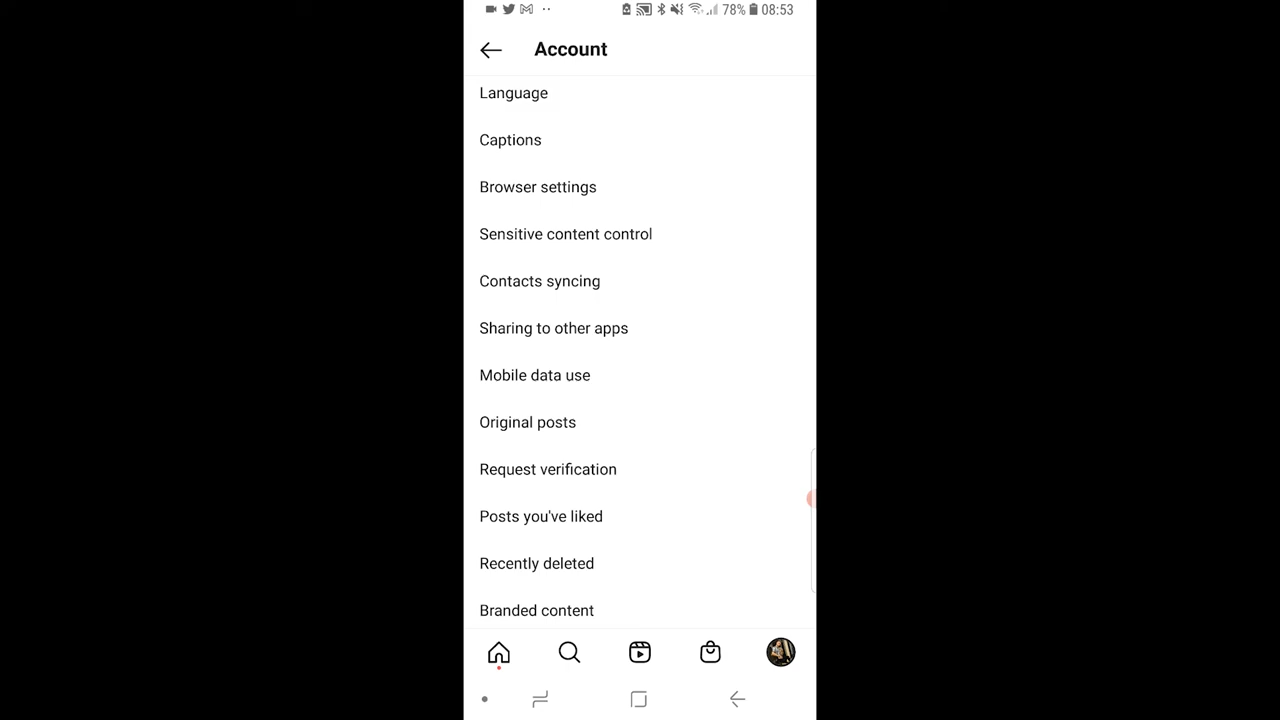 78% 08:53
Account
Language
Captions
Browser settings
Sensitive content control
Contacts syncing
Sharing to other apps
Mobile data use
Original posts
Request verification
Posts you've liked
Recently deleted
Branded content